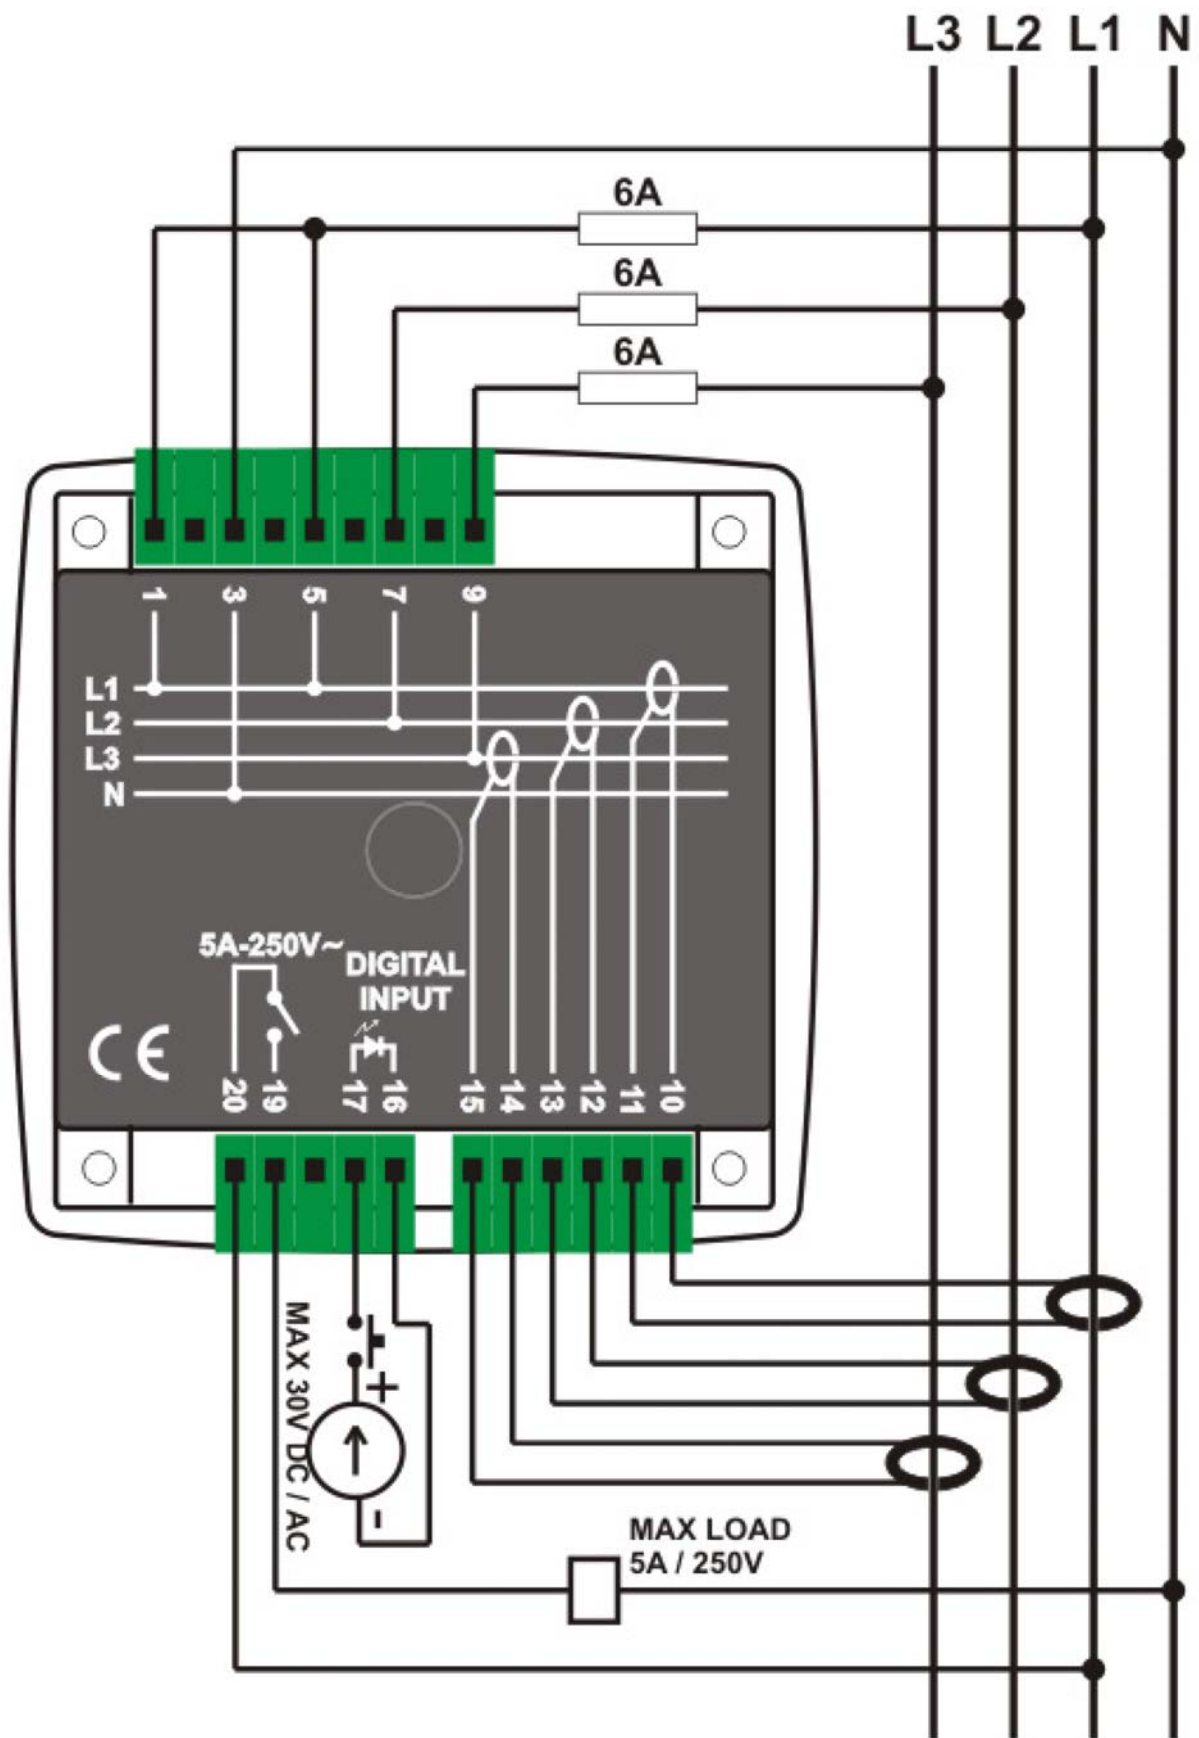 L3 L2 L1 N
6A
6A
6A
1 3 5 7 9
L1
L2
L3
N
5A-250V~
DIGITAL
INPUT
CE
20 19 17 16 15 14 13 12 11 10
MAX 30V DC / AC
+
-
MAX LOAD
5A / 250V